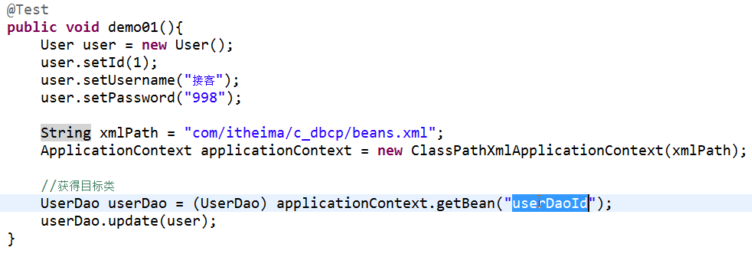 @Test
public void demo01(){
User user = new User();
user.setId(1);
user.setUsername("接客");
user.setPassword("998");
String xmlPath = "com/itheima/c_dbcp/beans.xml";
ApplicationContext applicationContext = new ClassPathXmlApplicationContext(xmlPath);
//获得目标类
UserDao userDao = (UserDao) applicationContext.getBean("userDaoId");
userDao.update(user);
}